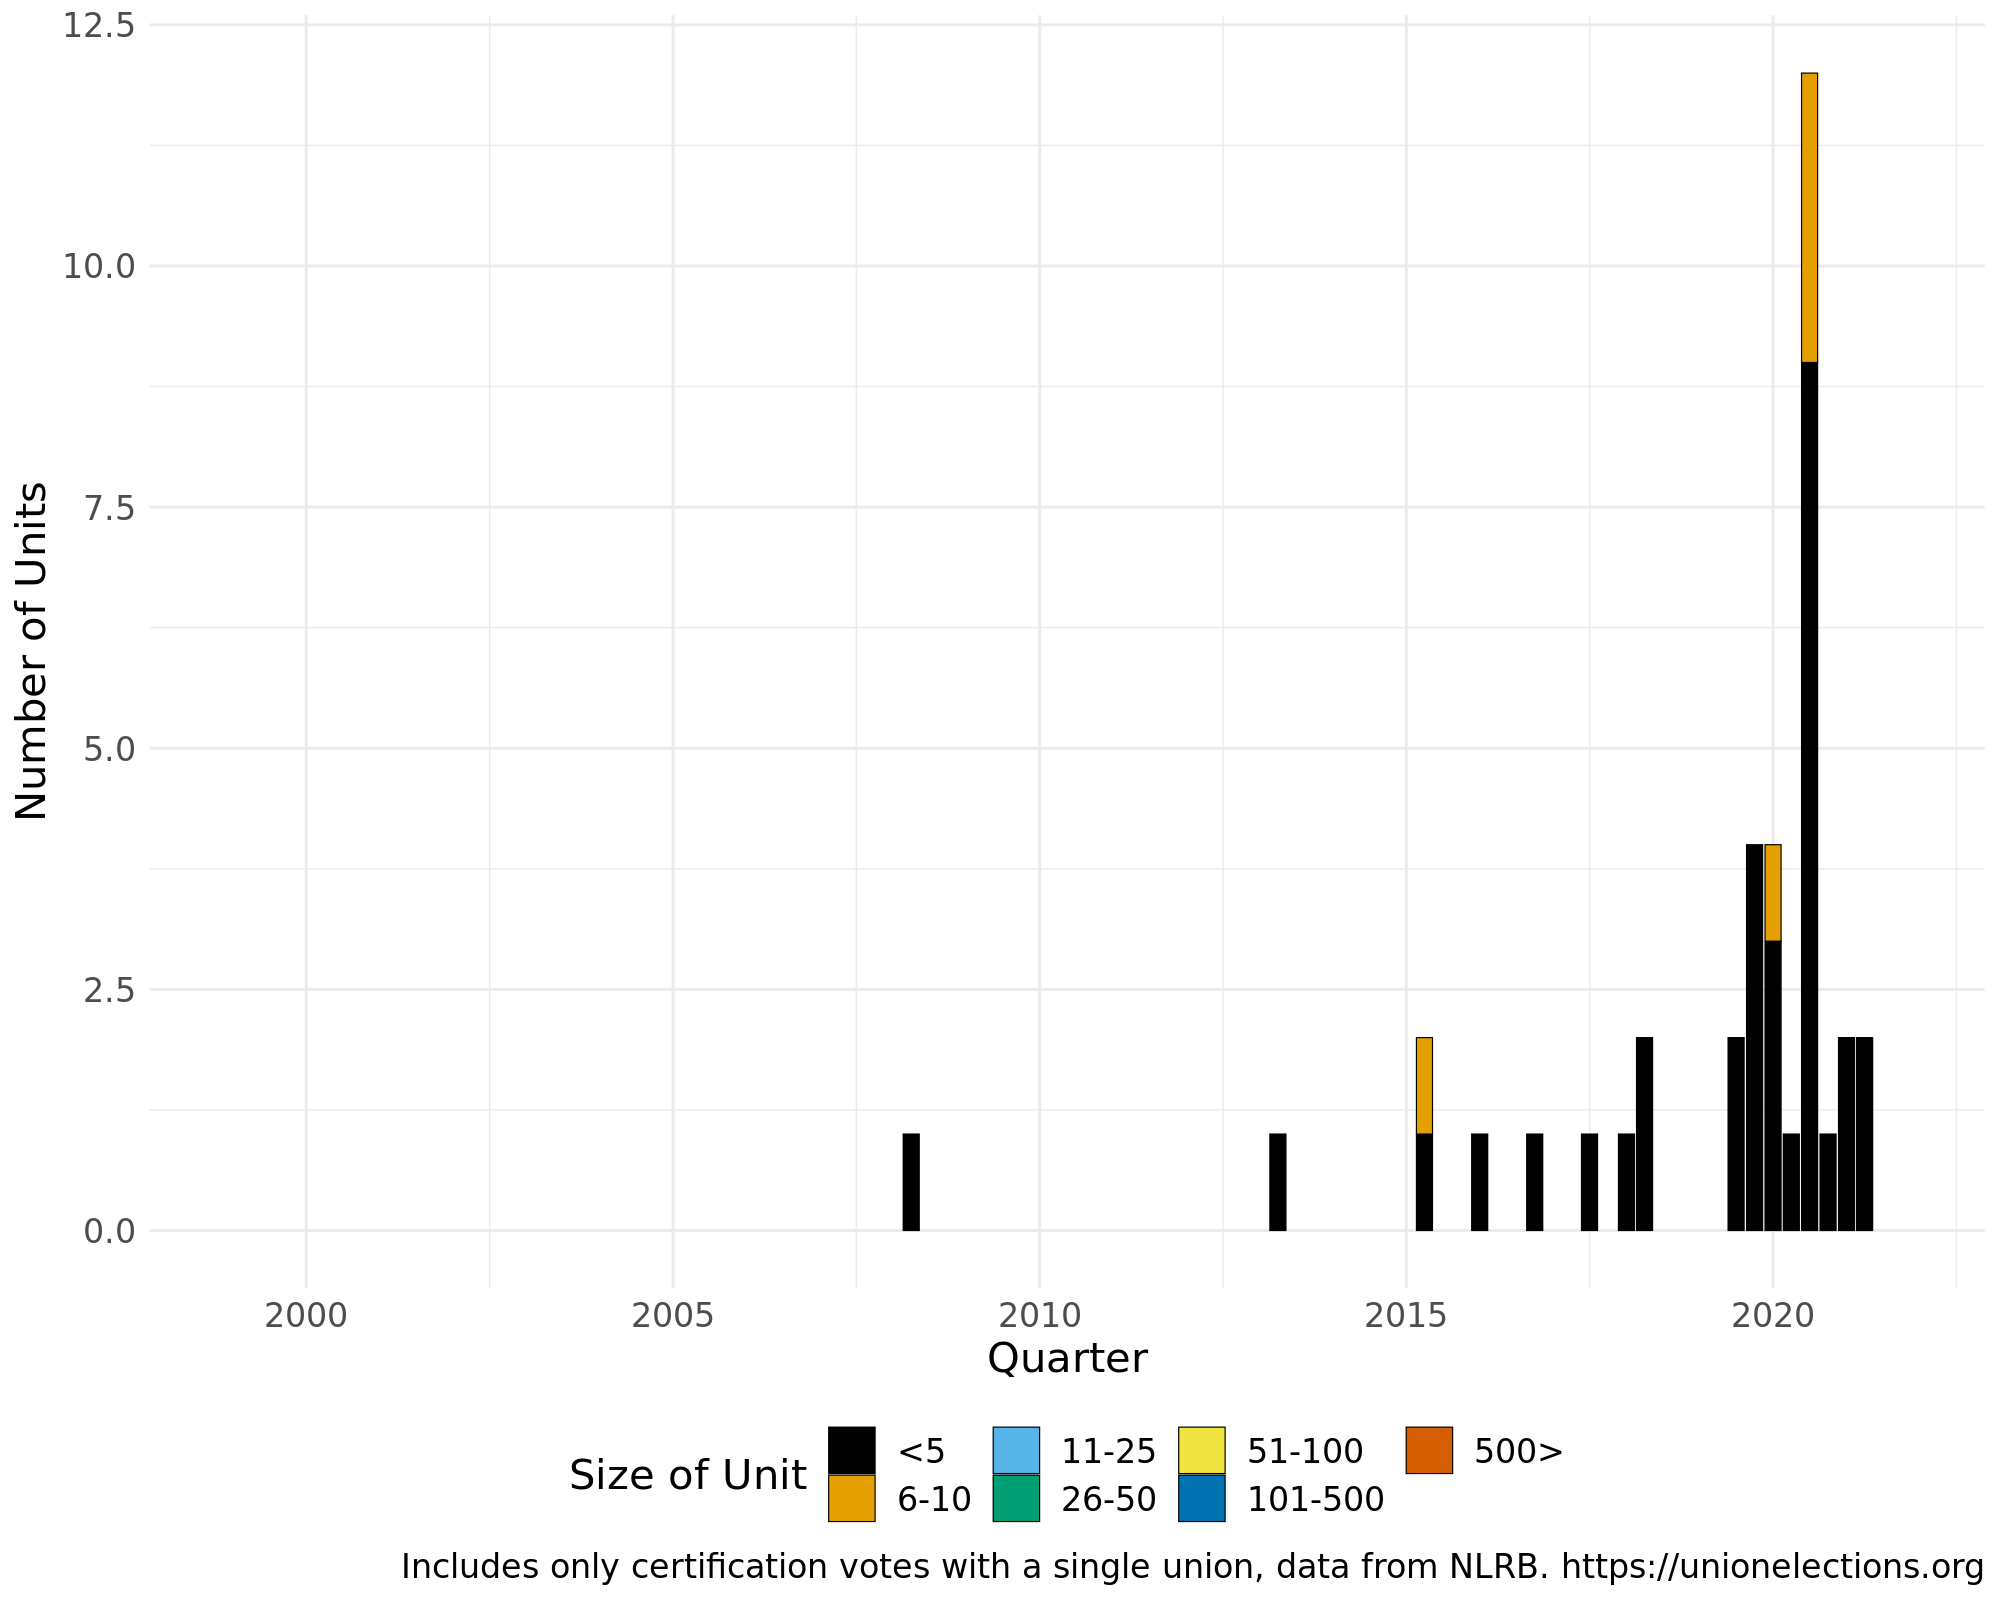 12.5
10.0
7.5
5.0
2.5
0.0
Number of Units
2000 2005 2010 2015 2020
Quarter
Size of Unit
<5 11-25 51-100 500>
6-10 26-50 101-500
Includes only certification votes with a single union, data from NLRB. https://unionelections.org